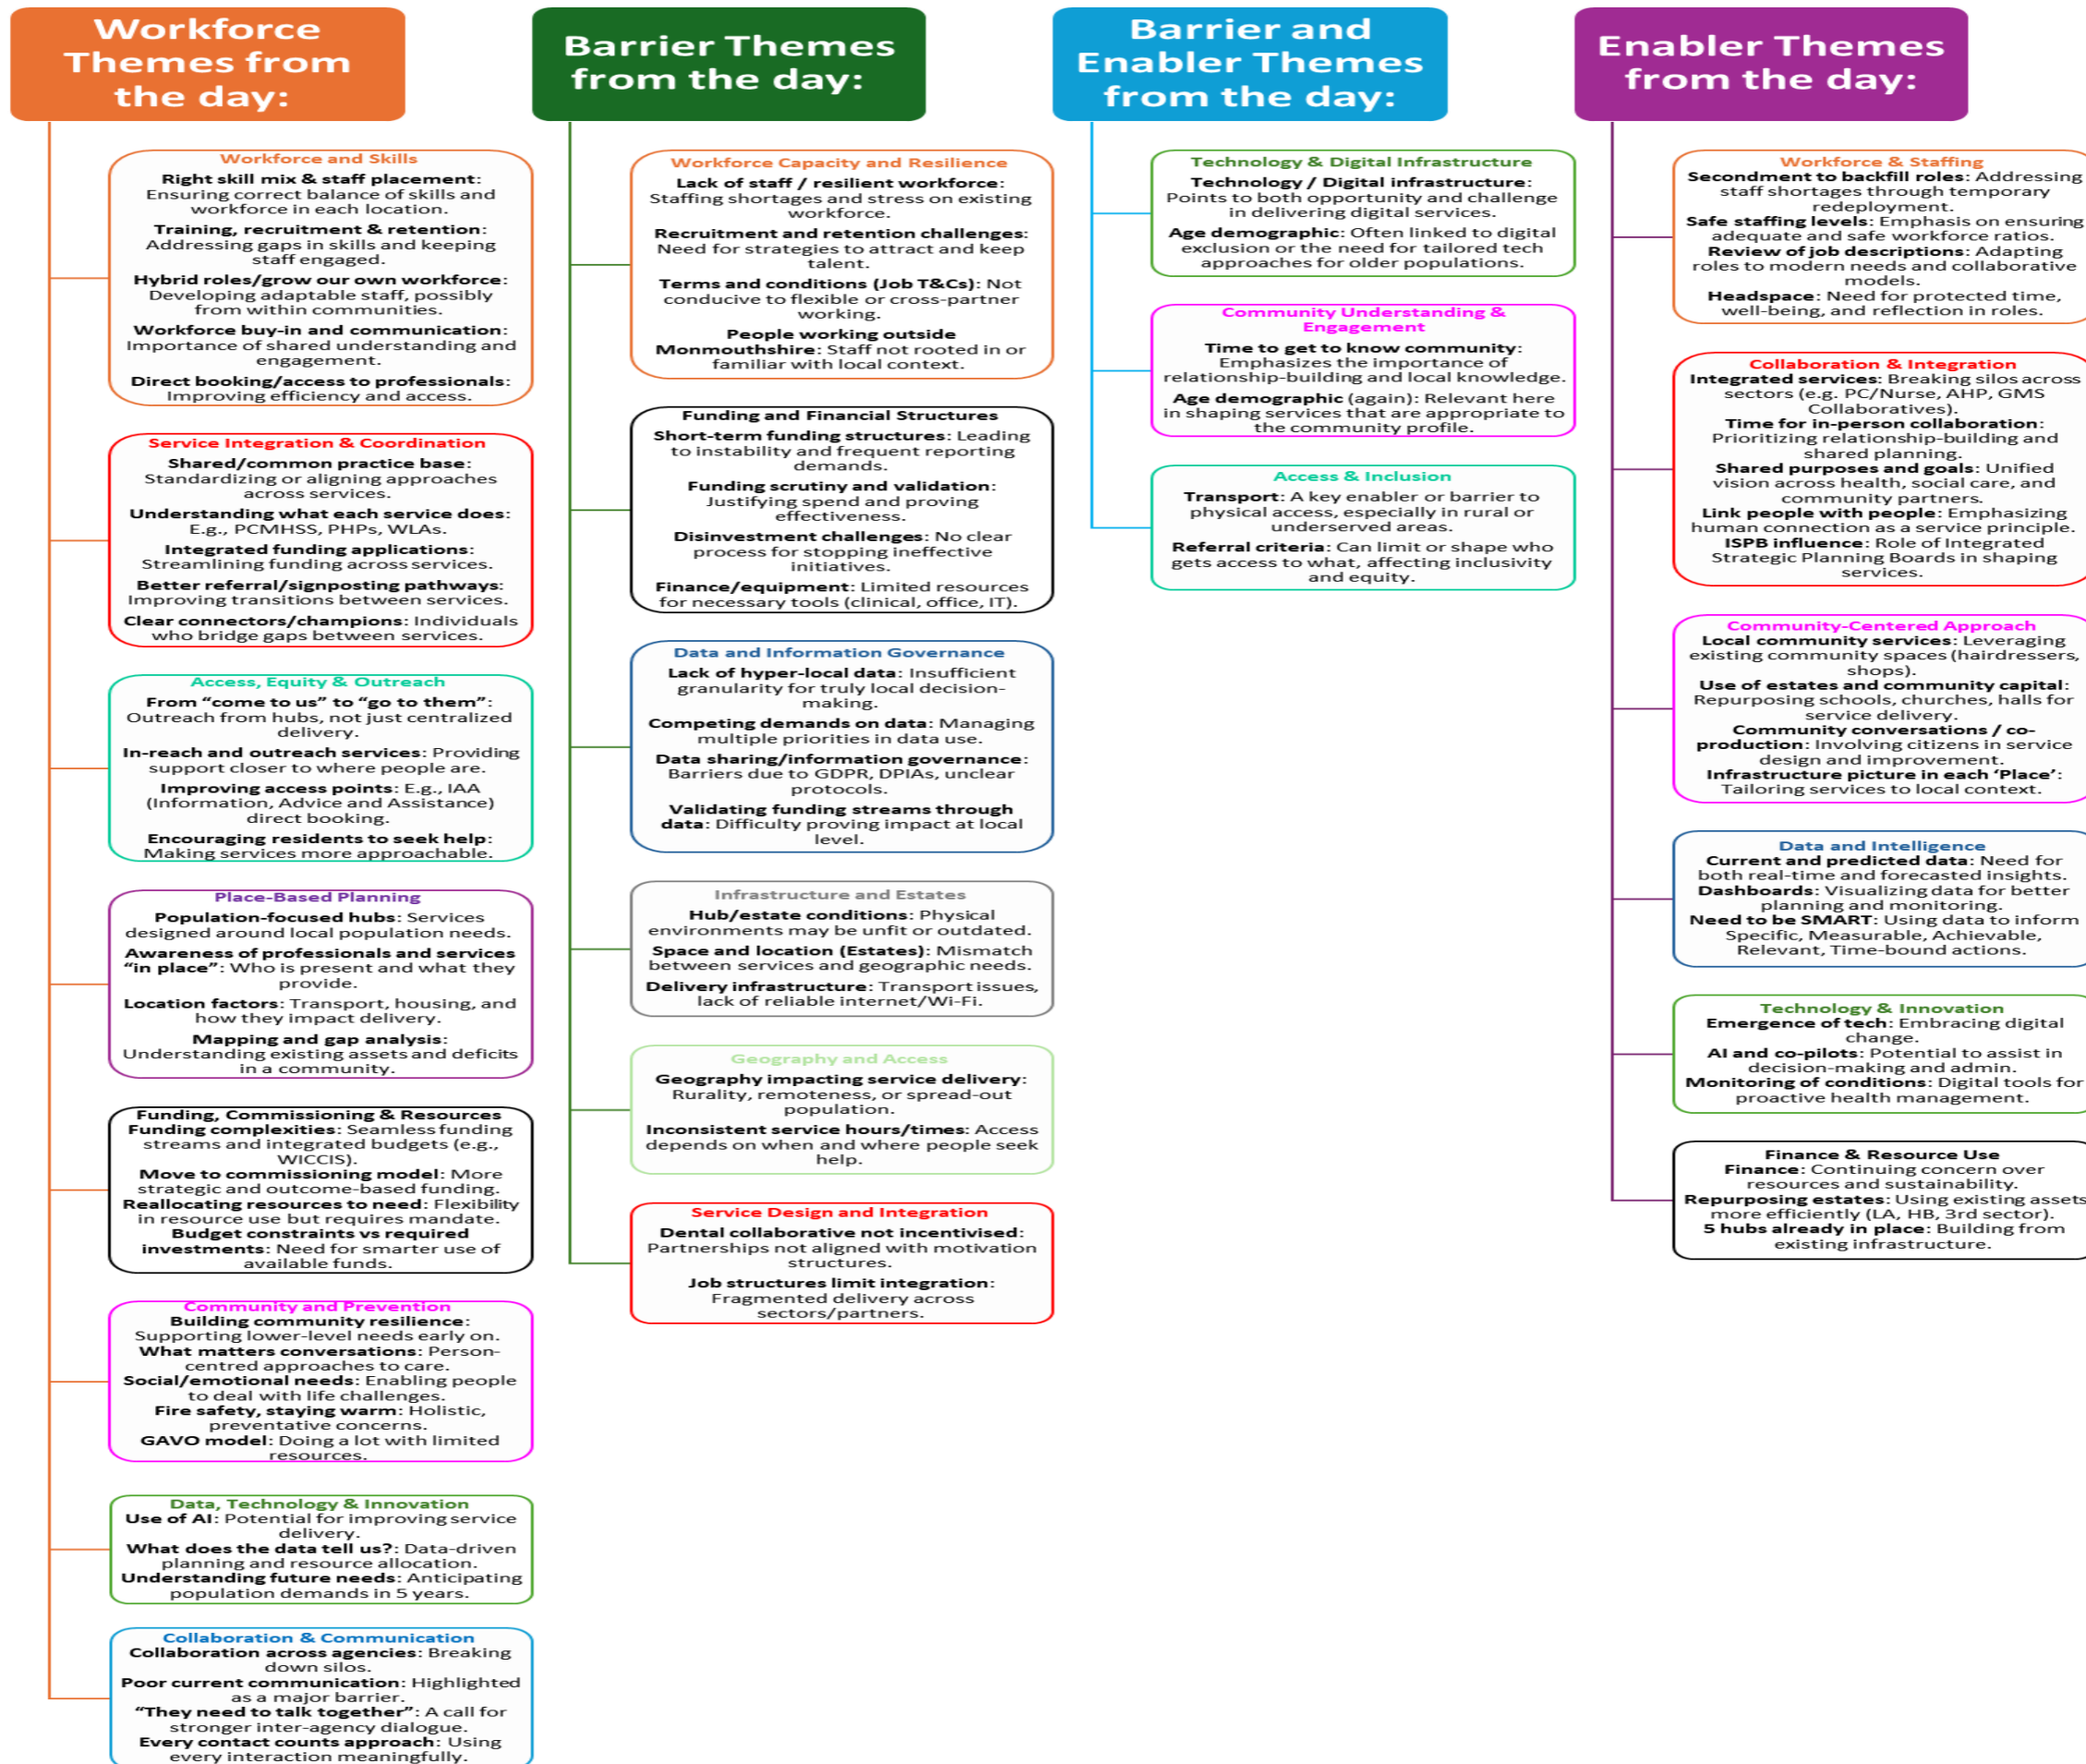 Workforce
Themes from
the day:
Workforce and Skills
Right skill mix & staff placement:
Ensuring correct balance of skills and
workforce in each location.
Training, recruitment & retention:
Addressing gaps in skills and keeping
staff engaged.
Hybrid roles/grow our own workforce:
Developing adaptable staff, possibly
from within communities.
Workforce buy-in and communication:
Importance of shared understanding and
engagement.
Direct booking/access to professionals:
Improving efficiency and access.
Service Integration & Coordination
Shared/common practice base:
Standardizing or aligning approaches
across services.
Understanding what each service does:
E.g., PCMHSS, PHPs, WLAs.
Integrated funding applications:
Streamlining funding across services.
Better referral/signposting pathways:
Improving transitions between services.
Clear connectors/champions: Individuals
who bridge gaps between services.
Access, Equity & Outreach
From “come to us” to “go to them”:
Outreach from hubs, not just centralized
delivery.
In-reach and outreach services: Providing
support closer to where people are.
Improving access points: E.g., IAA
(Information, Advice and Assistance)
direct booking.
Encouraging residents to seek help:
Making services more approachable.
Place-Based Planning
Population-focused hubs: Services
designed around local population needs.
Awareness of professionals and services
“in place”: Who is present and what they
provide.
Location factors: Transport, housing, and
how they impact delivery.
Mapping and gap analysis:
Understanding existing assets and deficits
in a community.
Funding, Commissioning & Resources
Funding complexities: Seamless funding
streams and integrated budgets (e.g.,
WICCIS).
Move to commissioning model: More
strategic and outcome-based funding.
Reallocating resources to need: Flexibility
in resource use but requires mandate.
Budget constraints vs required
investments: Need for smarter use of
available funds.
Community and Prevention
Building community resilience:
Supporting lower-level needs early on.
What matters conversations: Person-
centred approaches to care.
Social/emotional needs: Enabling people
to deal with life challenges.
Fire safety, staying warm: Holistic,
preventative concerns.
GAVO model: Doing a lot with limited
resources.
Data, Technology & Innovation
Use of AI: Potential for improving service
delivery.
What does the data tell us?: Data-driven
planning and resource allocation.
Understanding future needs: Anticipating
population demands in 5 years.
Collaboration & Communication
Collaboration across agencies: Breaking
down silos.
Poor current communication: Highlighted
as a major barrier.
“They need to talk together”: A call for
stronger inter-agency dialogue.
Every contact counts approach: Using
every interaction meaningfully.
Barrier Themes
from the day:
Workforce Capacity and Resilience
Lack of staff / resilient workforce:
Staffing shortages and stress on existing
workforce.
Recruitment and retention challenges:
Need for strategies to attract and keep
talent.
Terms and conditions (Job T&Cs): Not
conducive to flexible or cross-partner
working.
People working outside
Monmouthshire: Staff not rooted in or
familiar with local context.
Funding and Financial Structures
Short-term funding structures: Leading
to instability and frequent reporting
demands.
Funding scrutiny and validation:
Justifying spend and proving
effectiveness.
Disinvestment challenges: No clear
process for stopping ineffective
initiatives.
Finance/equipment: Limited resources
for necessary tools (clinical, office, IT).
Data and Information Governance
Lack of hyper-local data: Insufficient
granularity for truly local decision-
making.
Competing demands on data: Managing
multiple priorities in data use.
Data sharing/information governance:
Barriers due to GDPR, DPIAs, unclear
protocols.
Validating funding streams through
data: Difficulty proving impact at local
level.
Infrastructure and Estates
Hub/estate conditions: Physical
environments may be unfit or outdated.
Space and location (Estates): Mismatch
between services and geographic needs.
Delivery infrastructure: Transport issues,
lack of reliable internet/Wi-Fi.
Geography and Access
Geography impacting service delivery:
Rurality, remoteness, or spread-out
population.
Inconsistent service hours/times: Access
depends on when and where people seek
help.
Service Design and Integration
Dental collaborative not incentivised:
Partnerships not aligned with motivation
structures.
Job structures limit integration:
Fragmented delivery across
sectors/partners.
Barrier and
Enabler Themes
from the day:
Technology & Digital Infrastructure
Technology / Digital infrastructure:
Points to both opportunity and challenge
in delivering digital services.
Age demographic: Often linked to digital
exclusion or the need for tailored tech
approaches for older populations.
Community Understanding &
Engagement
Time to get to know community:
Emphasizes the importance of
relationship-building and local knowledge.
Age demographic (again): Relevant here
in shaping services that are appropriate to
the community profile.
Access & Inclusion
Transport: A key enabler or barrier to
physical access, especially in rural or
underserved areas.
Referral criteria: Can limit or shape who
gets access to what, affecting inclusivity
and equity.
Enabler Themes
from the day:
Workforce & Staffing
Secondment to backfill roles: Addressing
staff shortages through temporary
redeployment.
Safe staffing levels: Emphasis on ensuring
adequate and safe workforce ratios.
Review of job descriptions: Adapting
roles to modern needs and collaborative
models.
Headspace: Need for protected time,
well-being, and reflection in roles.
Collaboration & Integration
Integrated services: Breaking silos across
sectors (e.g. PC/Nurse, AHP, GMS
Collaboratives).
Time for in-person collaboration:
Prioritizing relationship-building and
shared planning.
Shared purposes and goals: Unified
vision across health, social care, and
community partners.
Link people with people: Emphasizing
human connection as a service principle.
ISPB influence: Role of Integrated
Strategic Planning Boards in shaping
services.
Community-Centered Approach
Local community services: Leveraging
existing community spaces (hairdressers,
shops).
Use of estates and community capital:
Repurposing schools, churches, halls for
service delivery.
Community conversations / co-
production: Involving citizens in service
design and improvement.
Infrastructure picture in each ‘Place’:
Tailoring services to local context.
Data and Intelligence
Current and predicted data: Need for
both real-time and forecasted insights.
Dashboards: Visualizing data for better
planning and monitoring.
Need to be SMART: Using data to inform
Specific, Measurable, Achievable,
Relevant, Time-bound actions.
Technology & Innovation
Emergence of tech: Embracing digital
change.
AI and co-pilots: Potential to assist in
decision-making and admin.
Monitoring of conditions: Digital tools for
proactive health management.
Finance & Resource Use
Finance: Continuing concern over
resources and sustainability.
Repurposing estates: Using existing assets
more efficiently (LA, HB, 3rd sector).
5 hubs already in place: Building from
existing infrastructure.